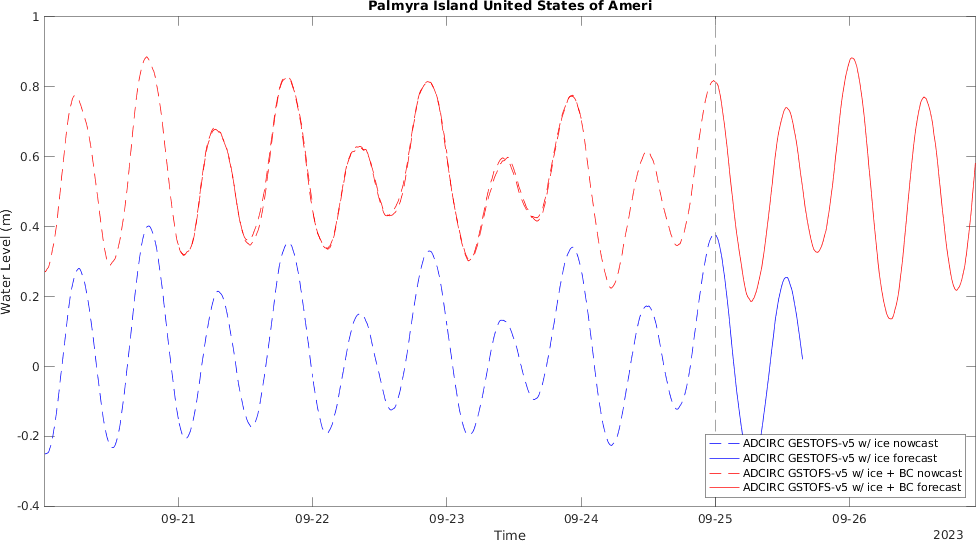 Palmyra Island United States of Ameri
Water Level (m)
1
0.8
0.6
0.4
0.2
0
-0.2
-0.4
09-21
09-22
09-23
09-24
09-25
09-26
Time
2023
ADCIRC GESTOFS-v5 w/ ice nowcast
ADCIRC GESTOFS-v5 w/ ice forecast
ADCIRC GSTOFS-v5 w/ ice + BC nowcast
ADCIRC GSTOFS-v5 w/ ice + BC forecast